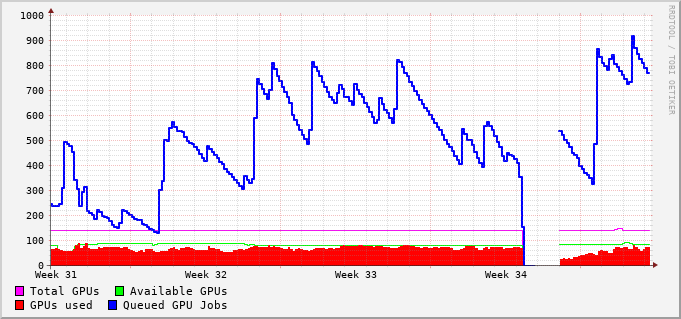 1000
900
800
700
600
500
400
300
200
100
0
Week 31 Week 32 Week 33 Week 34
Total GPUs Available GPUs
GPUs used Queued GPU Jobs
RRDTOOL / TOBI OETIKER